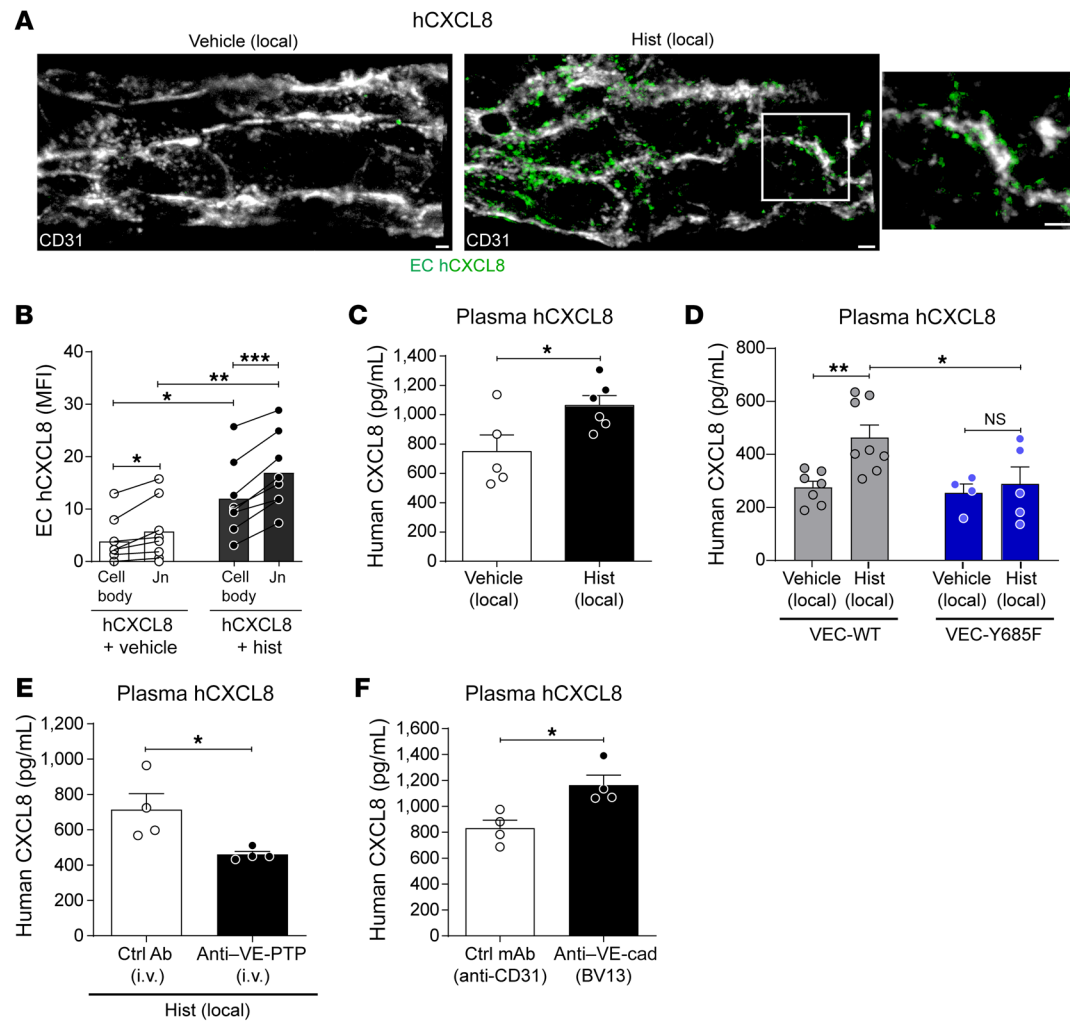 A
hCXCL8
Vehicle (local)
Hist (local)
CD31
CD31
EC hCXCL8
B
EC hCXCL8 (MFI)
40
30
20
10
0
*
*
**
***
Cell body
Jn
Cell body
Jn
hCXCL8 + vehicle
hCXCL8 + hist
C
Plasma hCXCL8
Human CXCL8 (pg/mL)
1,400
1,200
1,000
800
600
400
200
0
*
Vehicle (local)
Hist (local)
D
Plasma hCXCL8
Human CXCL8 (pg/mL)
800
600
400
200
0
**
*
NS
Vehicle (local)
Hist (local)
Vehicle (local)
Hist (local)
VEC-WT
VEC-Y685F
E
Plasma hCXCL8
Human CXCL8 (pg/mL)
1,200
1,000
800
600
400
200
0
*
Ctrl Ab (i.v.)
Anti–VE-PTP (i.v.)
Hist (local)
F
Plasma hCXCL8
Human CXCL8 (pg/mL)
1,600
1,400
1,200
1,000
800
600
400
200
0
*
Ctrl mAb (anti-CD31)
Anti–VE-cad (BV13)